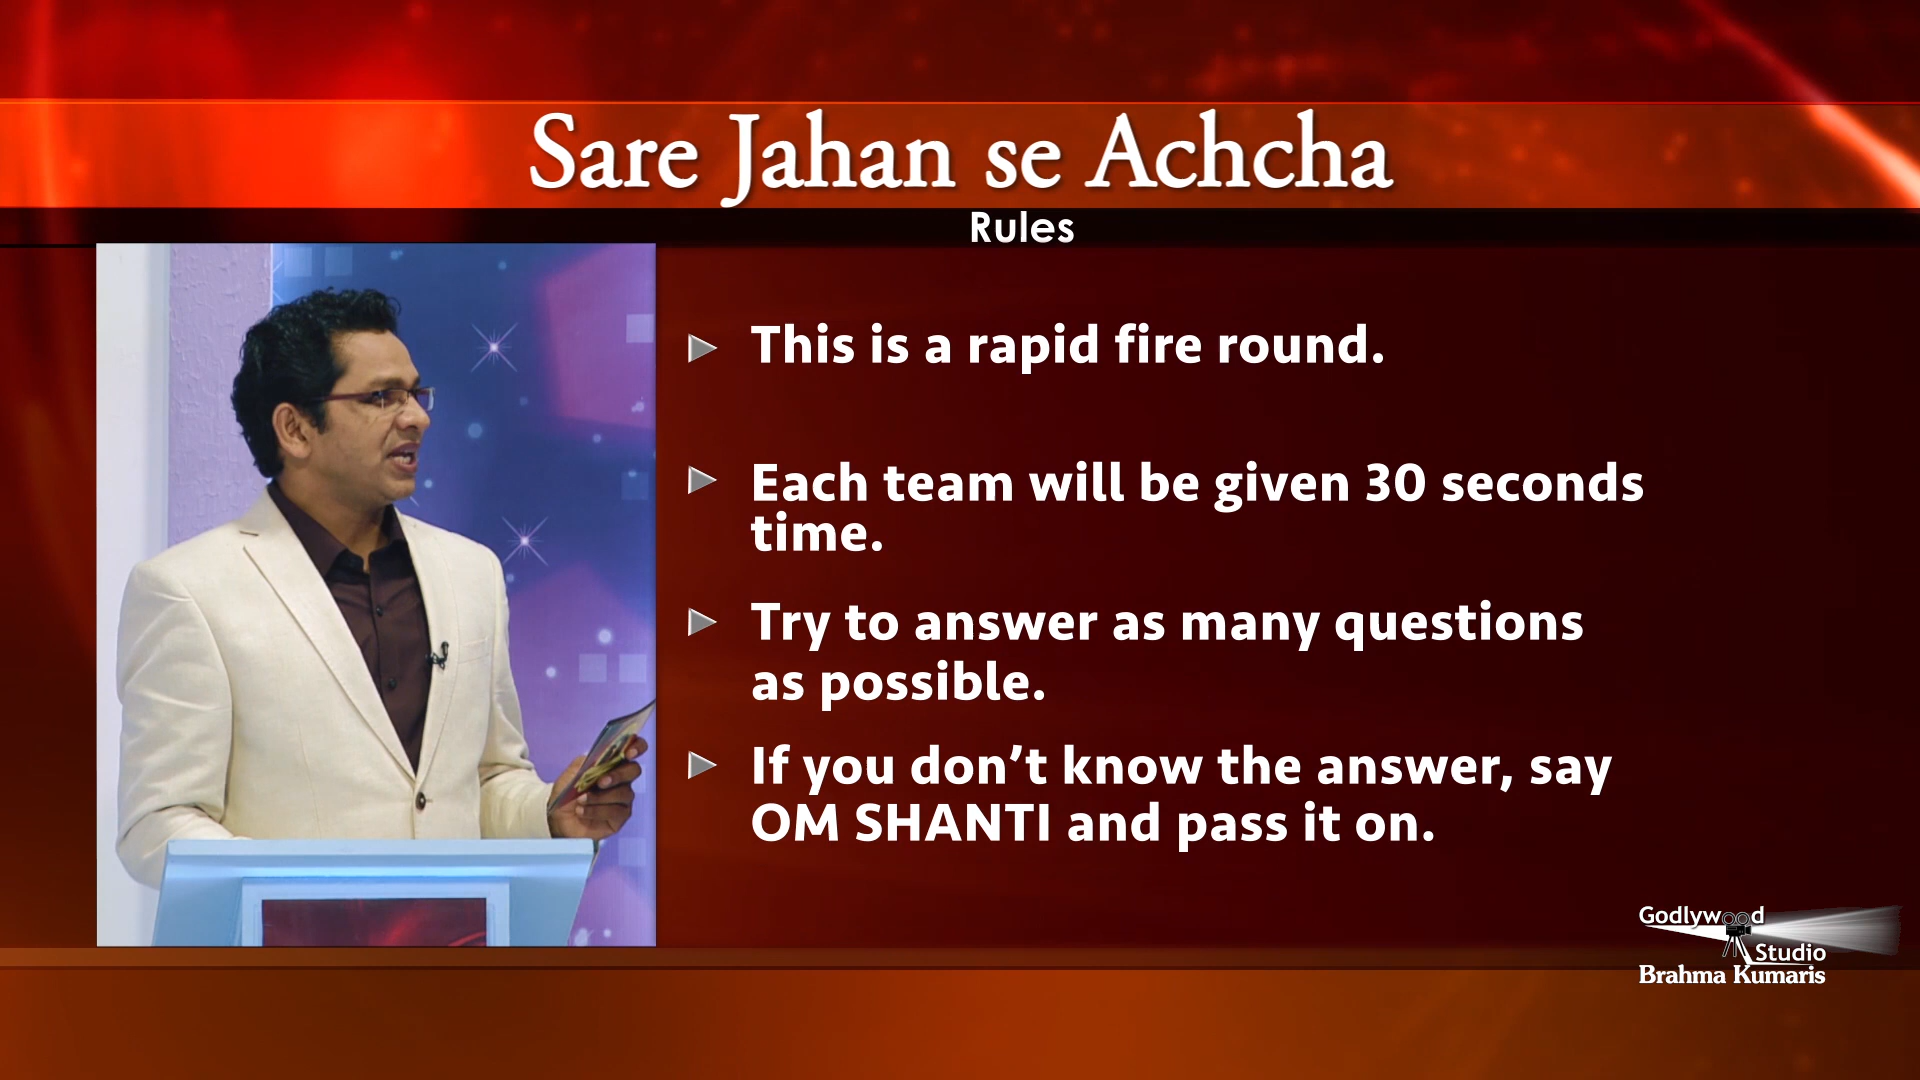 Sare Jahan se Achcha
Rules
This is a rapid fire round.
Each team will be given 30 seconds
time.
Try to answer as many questions
as possible.
If you don’t know the answer, say
OM SHANTI and pass it on.
Godlywood
Studio
Brahma Kumaris